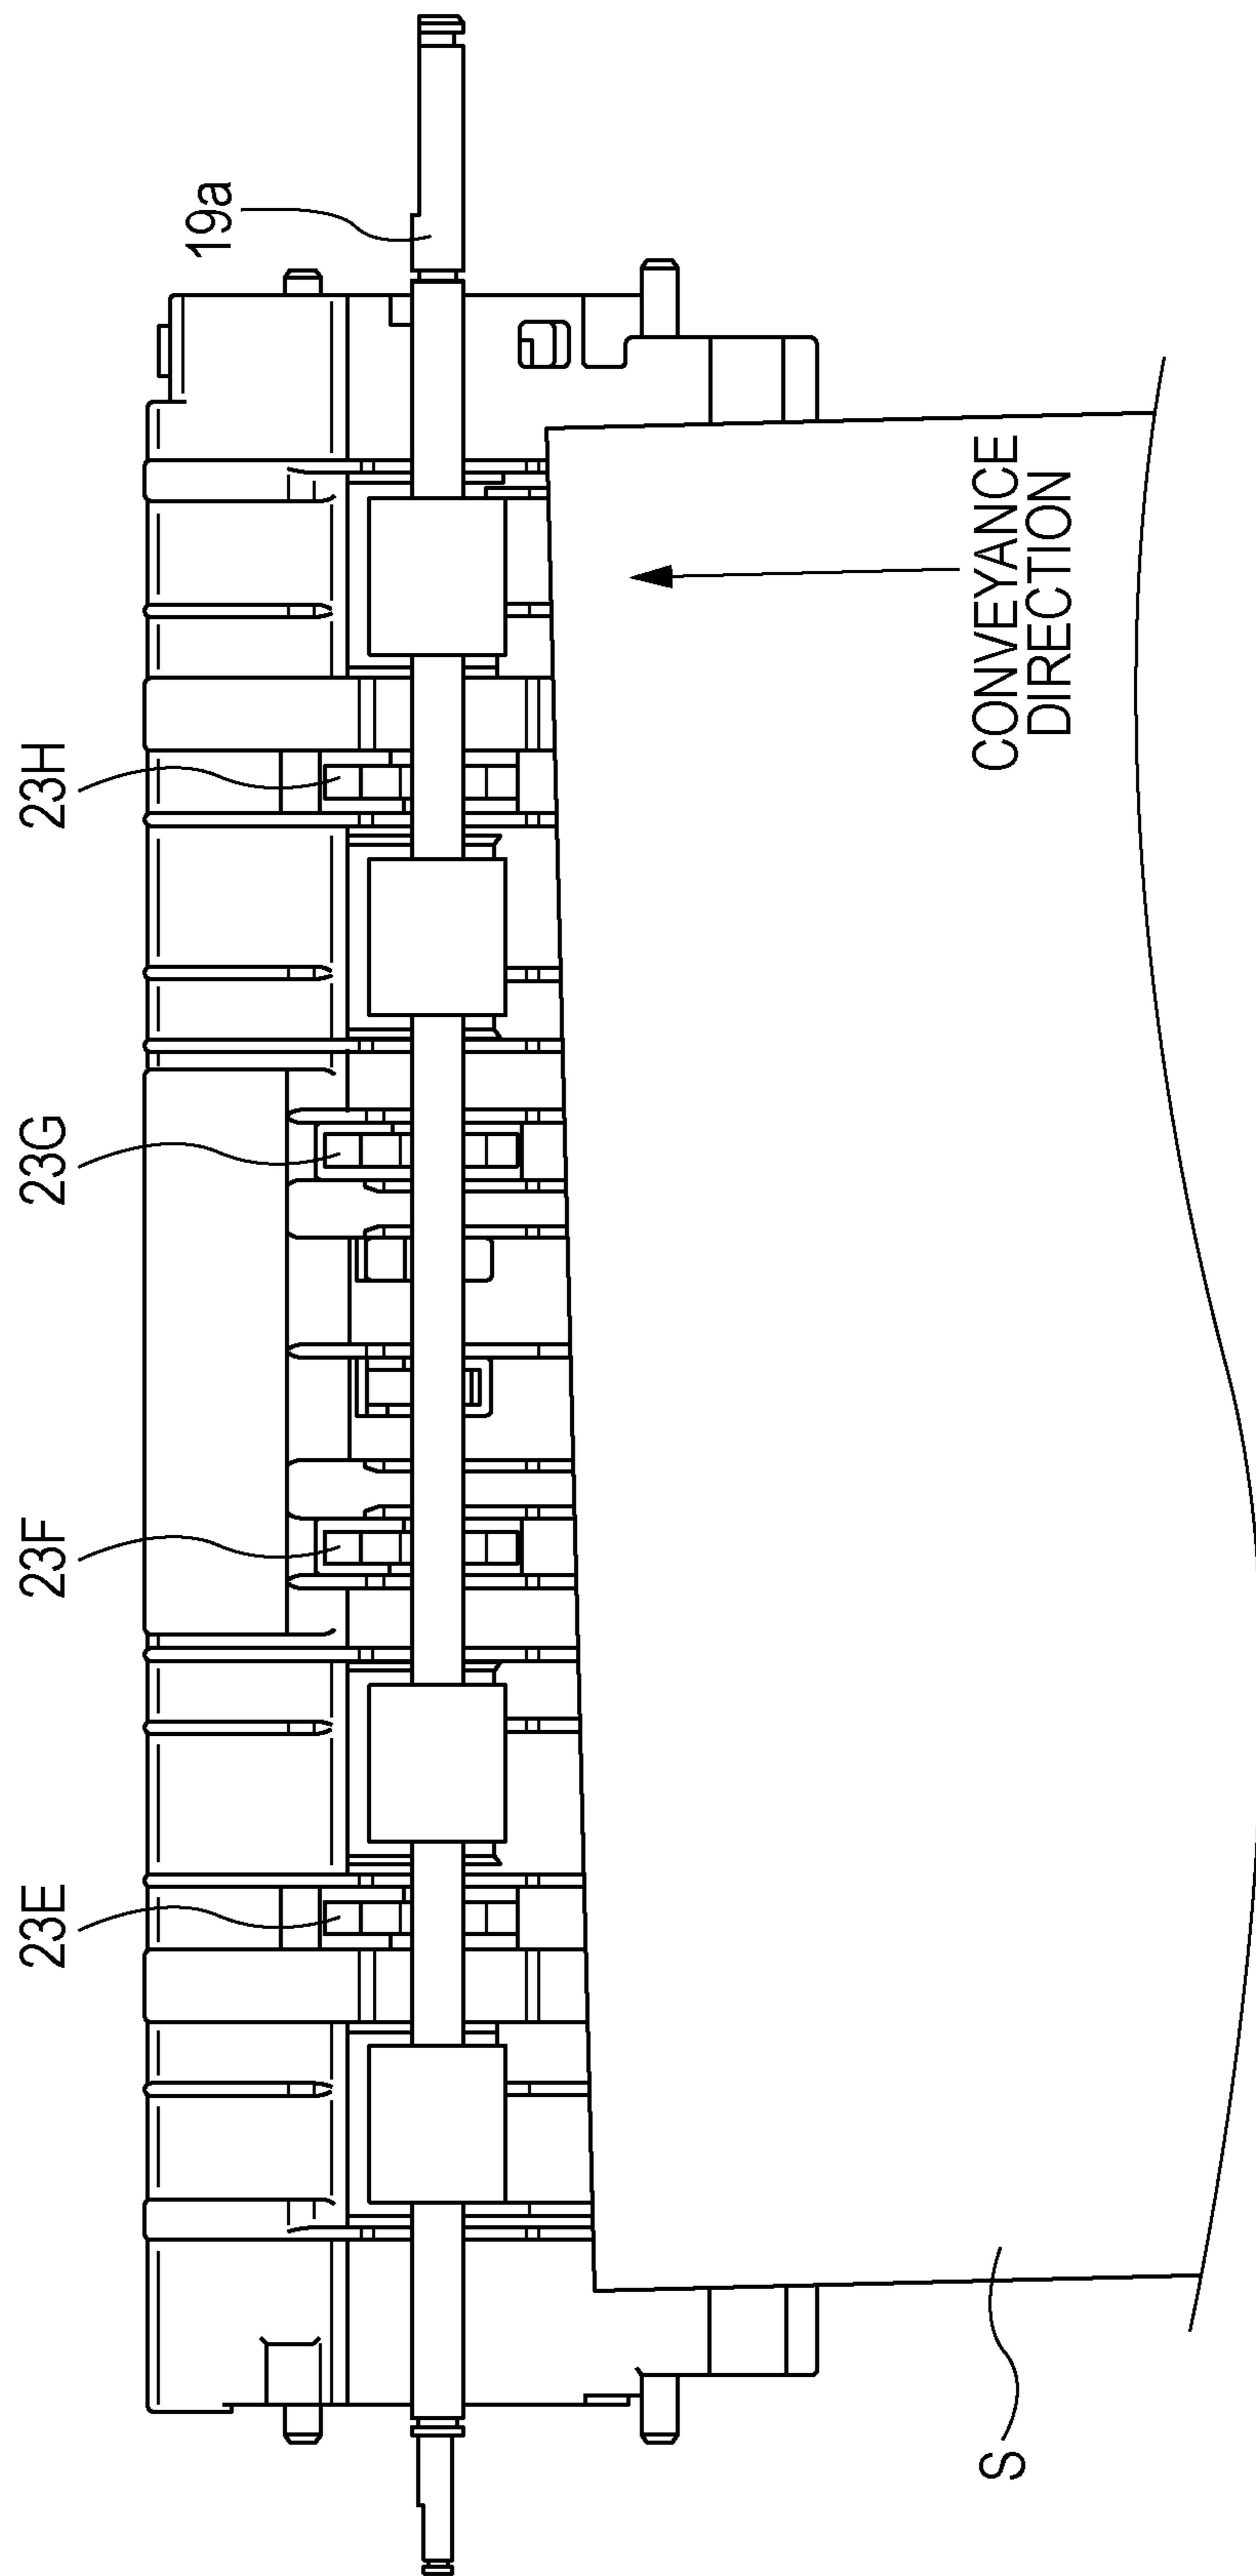 23E
23F
23G
23H
19a
CONVEYANCE
DIRECTION
S